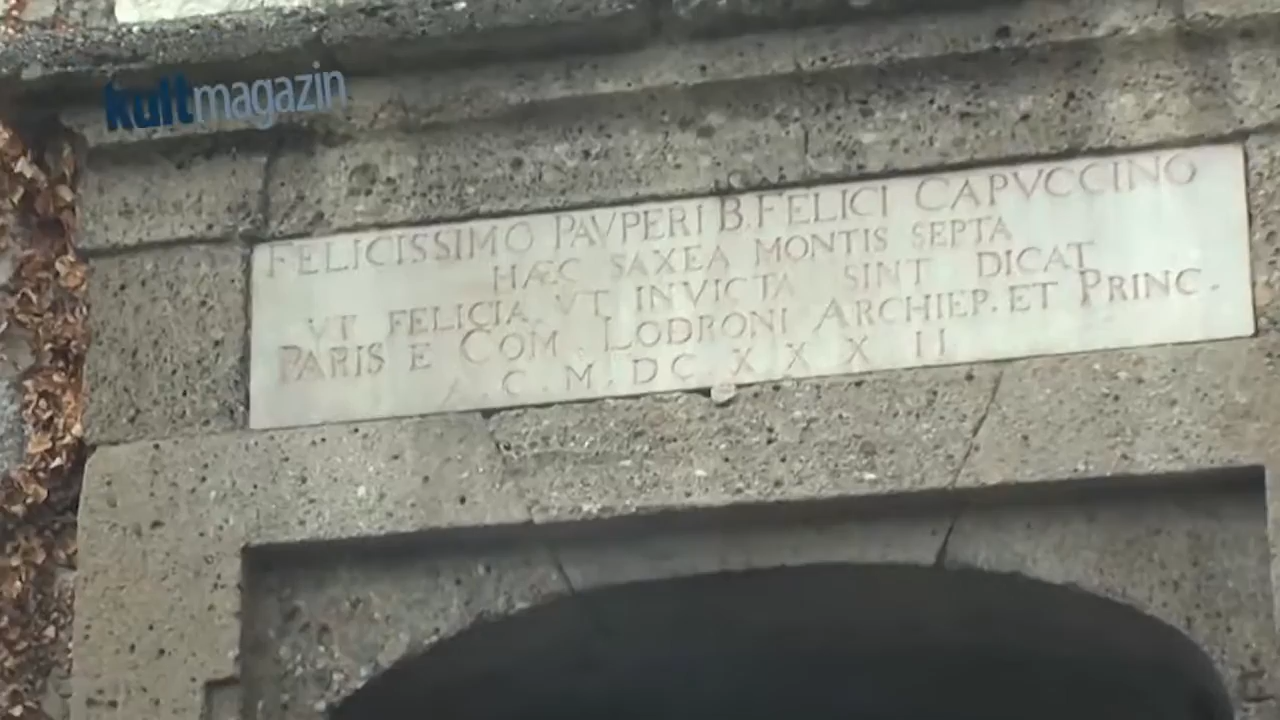 kultmagazin
FELICISSIMO PAVPERI B. FELICI CAPVCCINO
HÆC SAXEA MONTIS SEPTA
VT FELICIA VT INVICTA SINT DICAT
PARIS E COM. LODRONI ARCHIEP. ET PRINC.
A. C. M. DC. X X X II